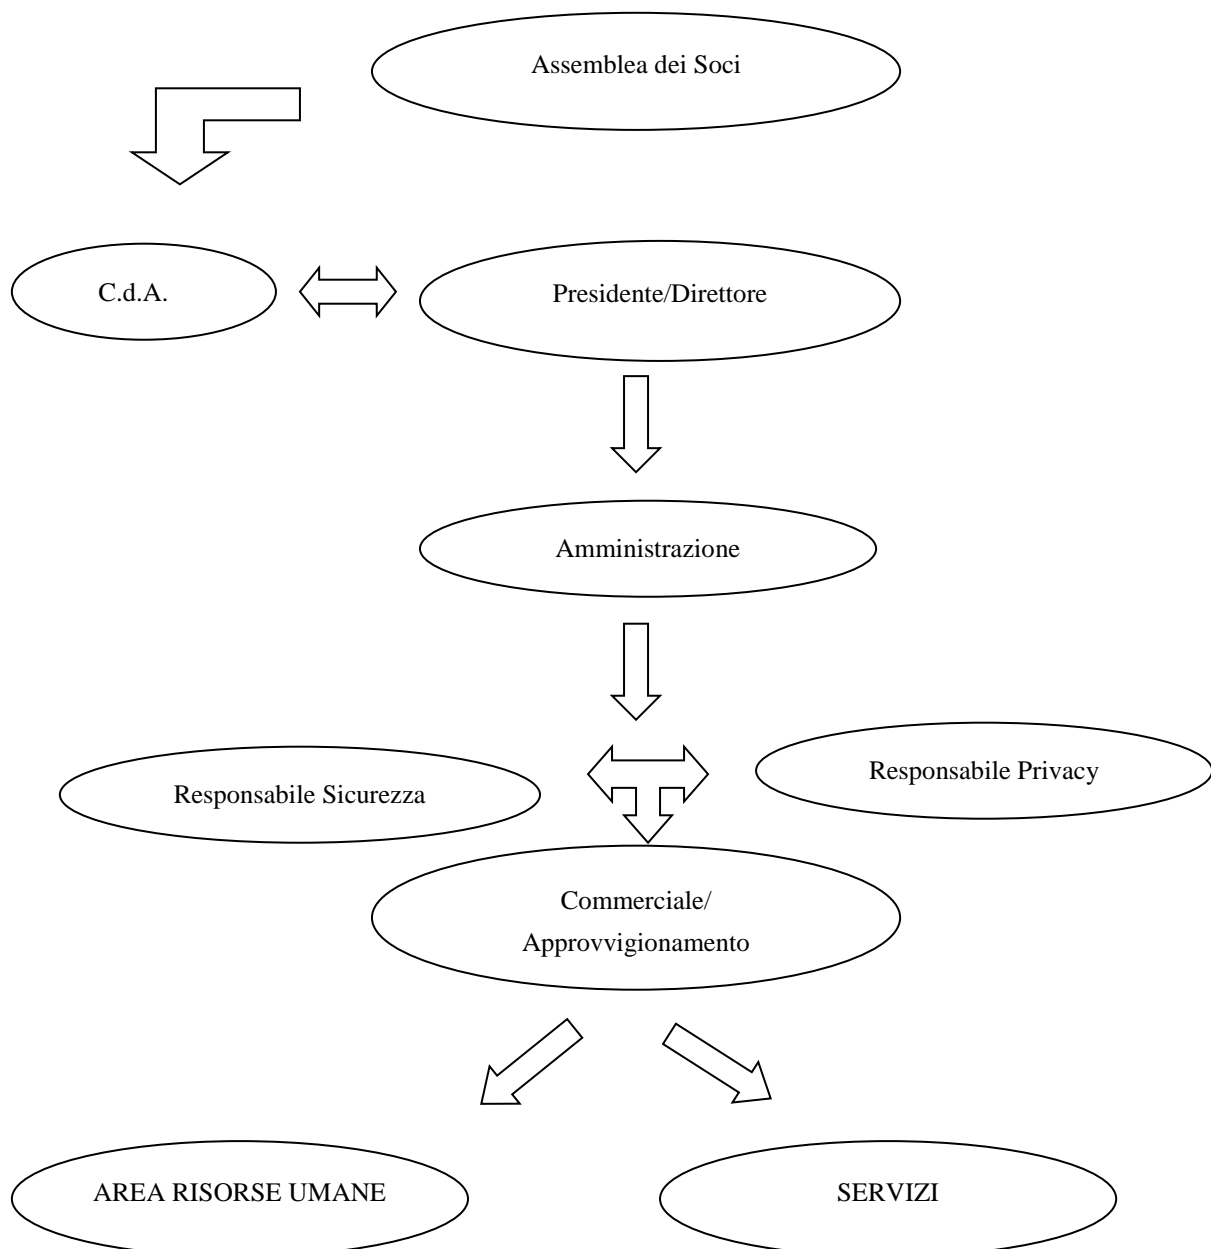 Assemblea dei Soci
C.d.A.
Presidente/Direttore
Amministrazione
Responsabile Sicurezza
Responsabile Privacy
Commerciale/
Approvvigionamento
AREA RISORSE UMANE
SERVIZI